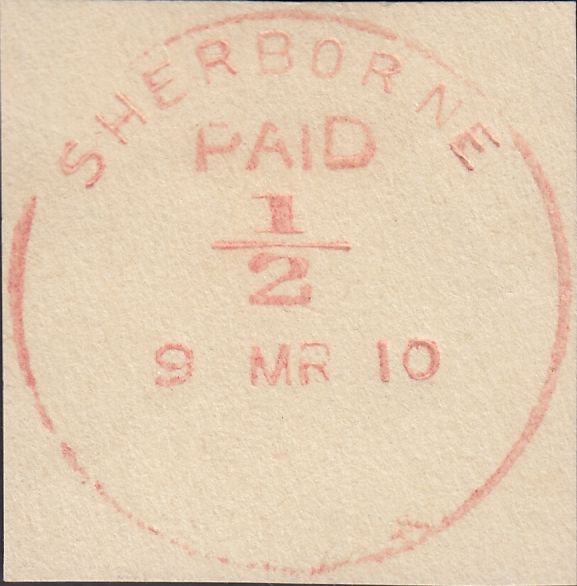 SHERBORNE
PAID
1/2
9 MR 10